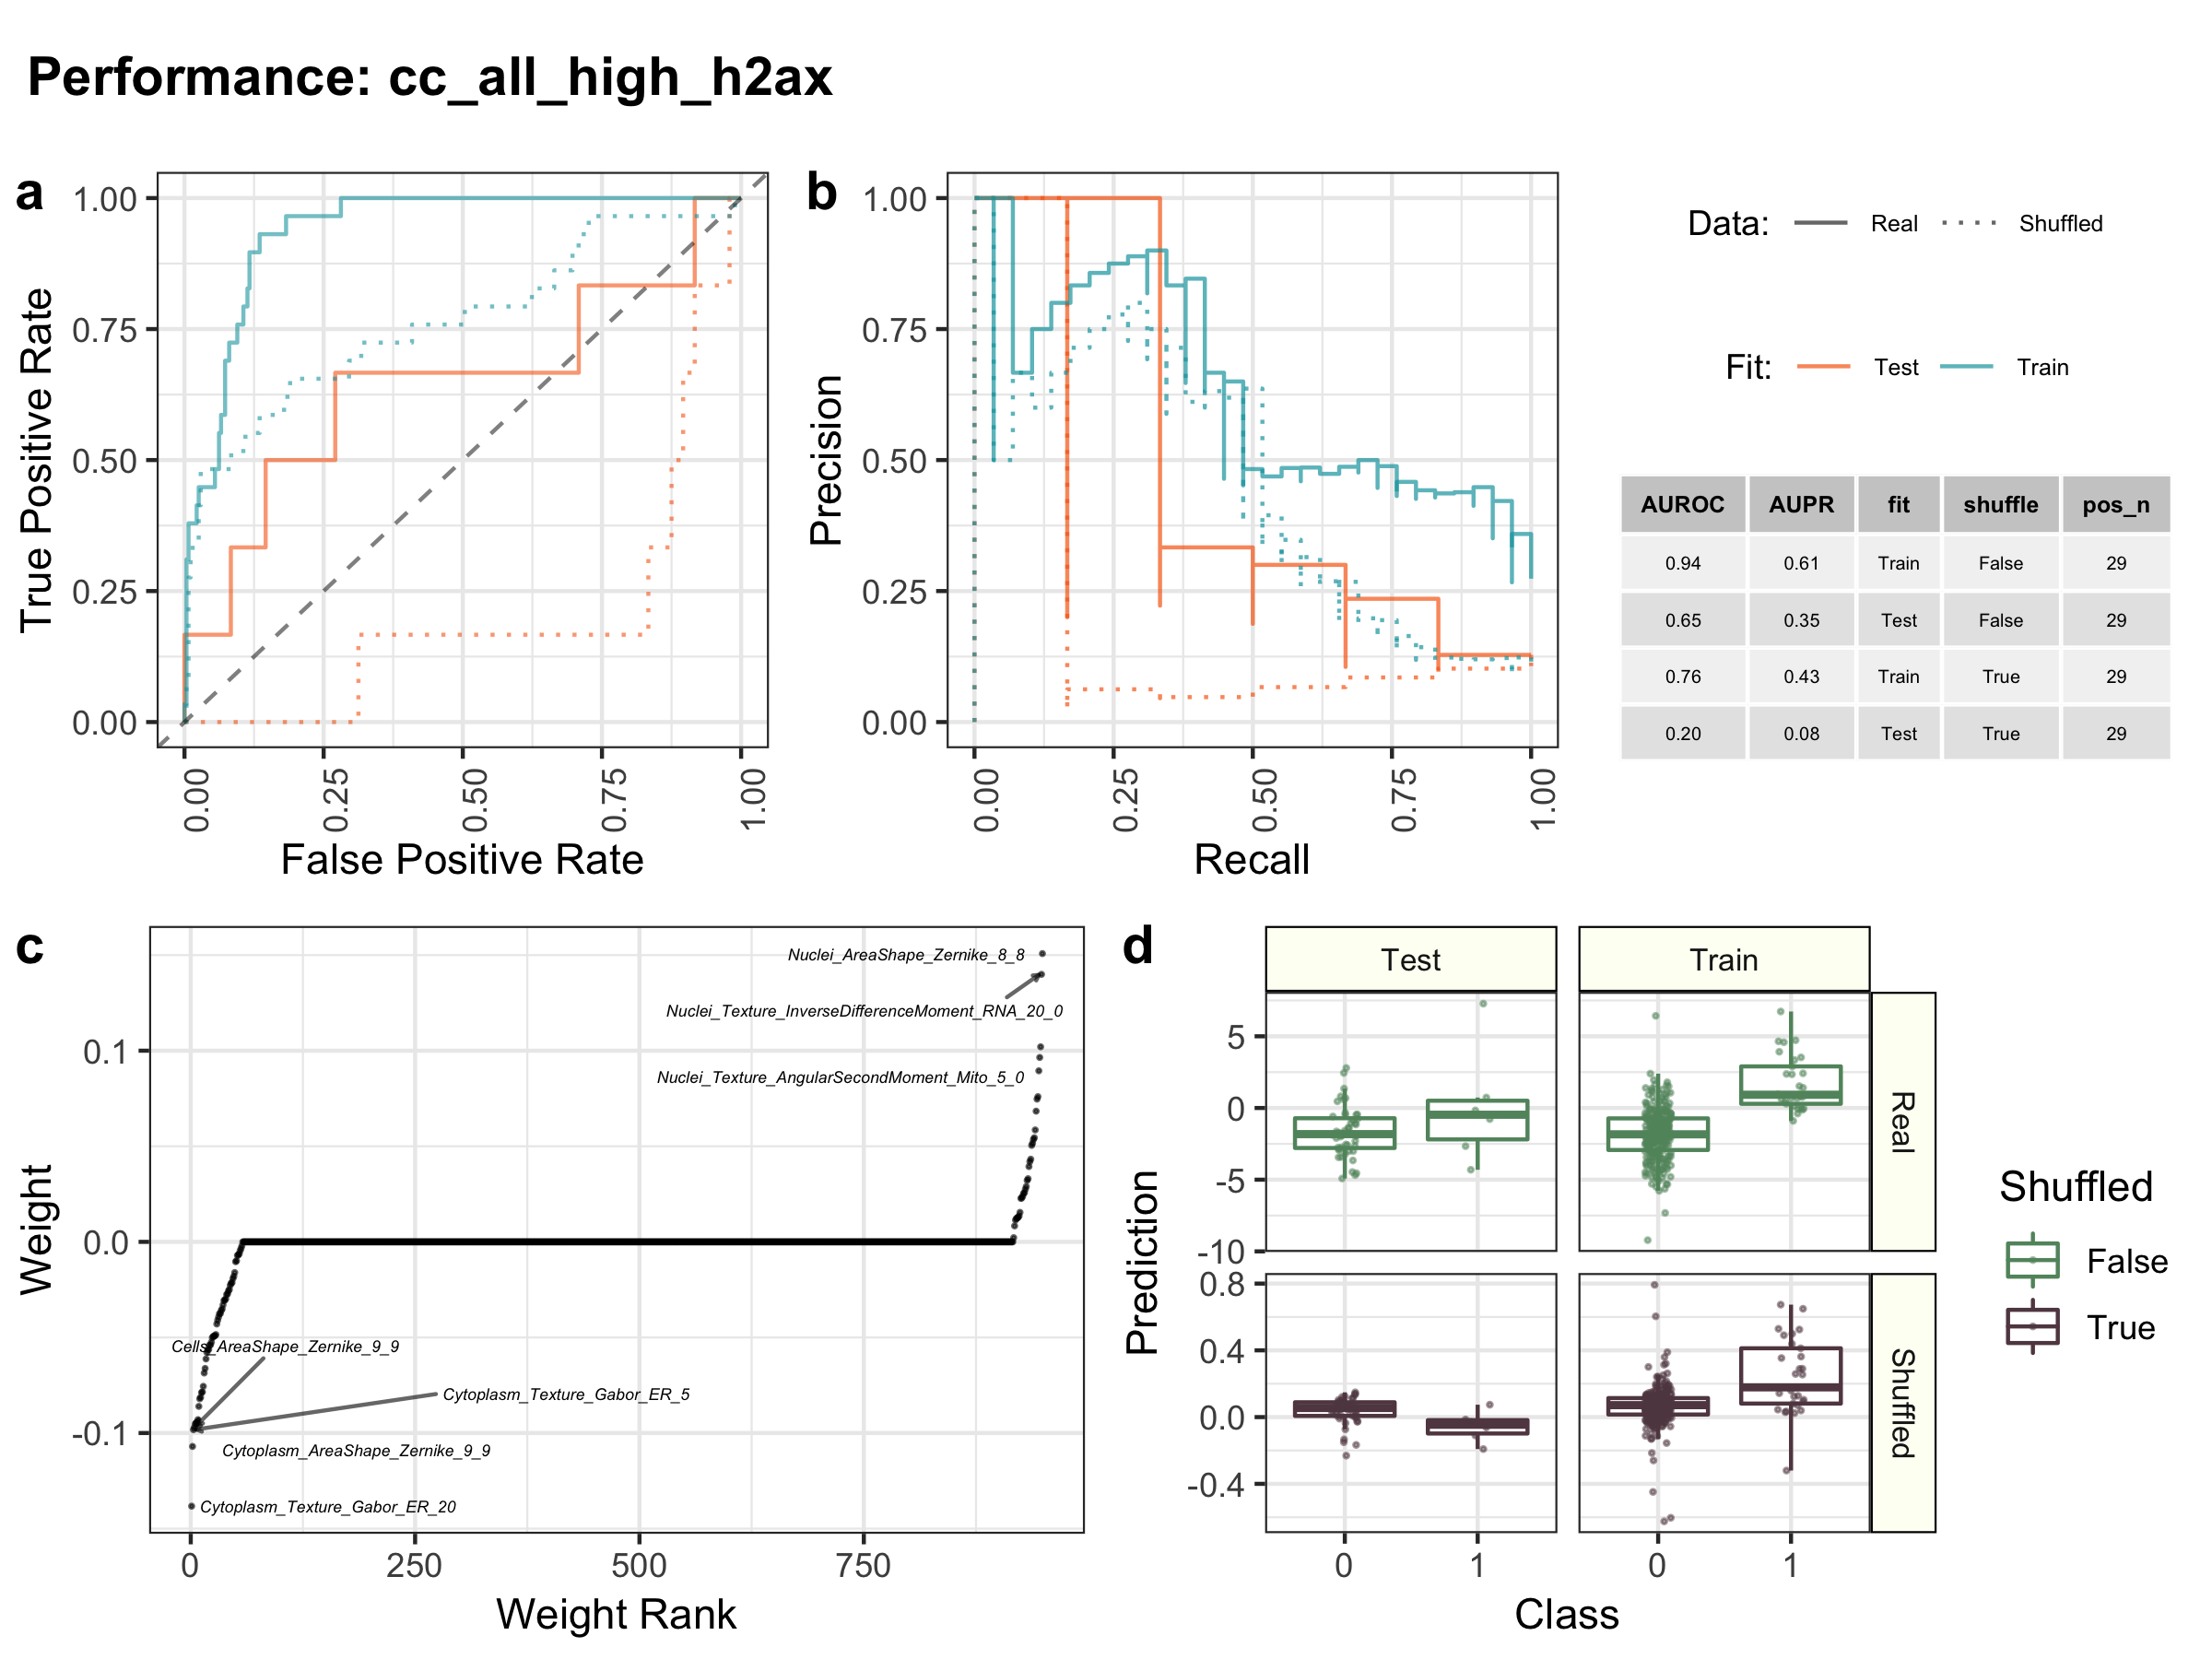 Performance: cc_all_high_h2ax
a
1.00
0.75
0.50
0.25
0.00
True Positive Rate
0.00
0.25
0.50
0.75
1.00
False Positive Rate
b
1.00
0.75
0.50
0.25
0.00
Precision
0.00
0.25
0.50
0.75
1.00
Recall
Data: Real Shuffled
Fit: Test Train
AUROC AUPR fit shuffle pos_n
0.94 0.61 Train False 29
0.65 0.35 Test False 29
0.76 0.43 Train True 29
0.20 0.08 Test True 29
c
0.1
0.0
-0.1
Weight
Nuclei_AreaShape_Zernike_8_8
Nuclei_Texture_InverseDifferenceMoment_RNA_20_0
Nuclei_Texture_AngularSecondMoment_Mito_5_0
Cells_AreaShape_Zernike_9_9
Cytoplasm_Texture_Gabor_ER_5
Cytoplasm_AreaShape_Zernike_9_9
Cytoplasm_Texture_Gabor_ER_20
0 250 500 750
Weight Rank
d
Test Train
5
0
-5
-10
Real
0.8
0.4
0.0
-0.4
Shuffled
Prediction
0 1 0 1
Class
Shuffled
False
True